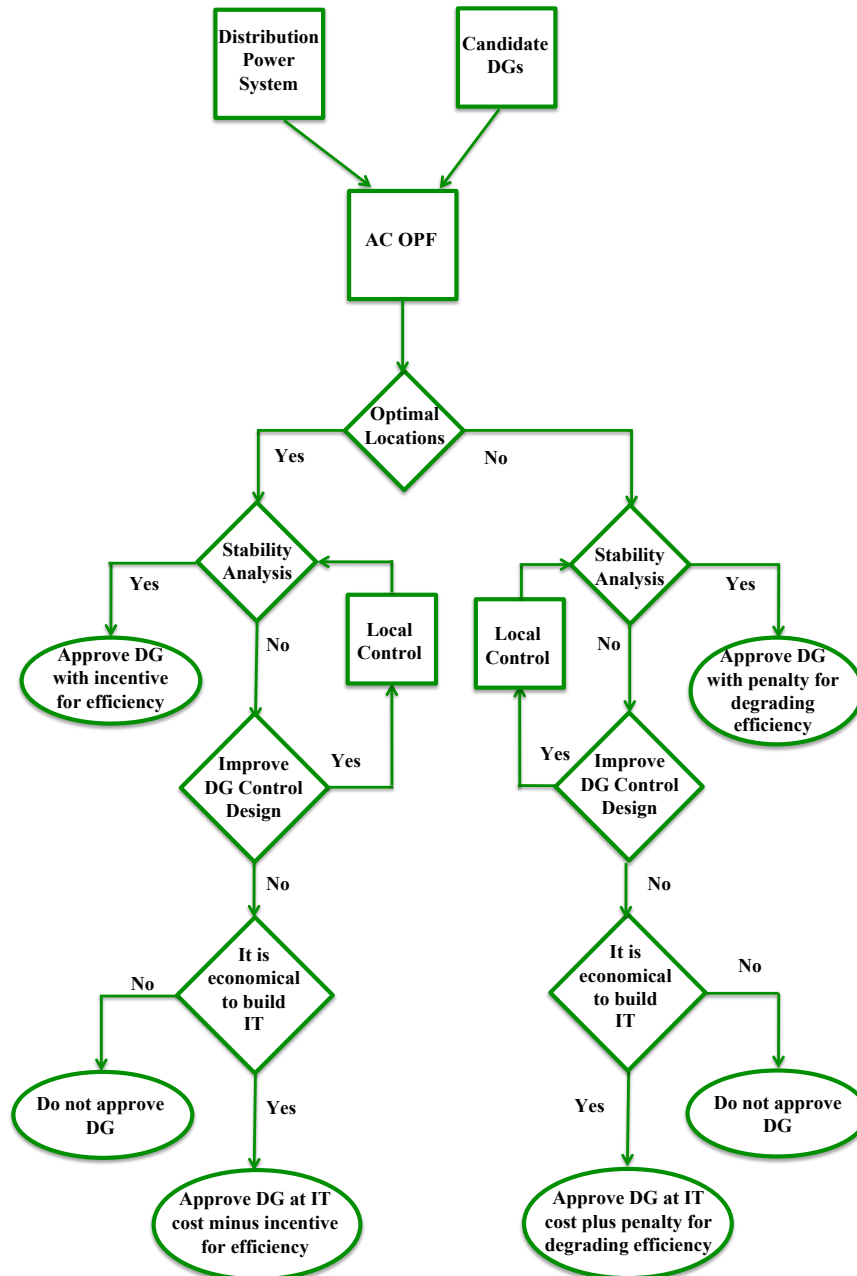 Distribution
Power
System
Candidate
DGs
AC OPF
Optimal
Locations
Yes
No
Stability
Analysis
Yes
No
Local
Control
Approve DG
with incentive
for efficiency
Improve
DG Control
Design
Yes
No
It is
economical
to build
IT
No
Do not approve
DG
Yes
Approve DG at IT
cost minus incentive
for efficiency
Stability
Analysis
Yes
No
Local
Control
Approve DG
with penalty for
degrading
efficiency
Yes
Improve
DG Control
Design
No
It is
economical
to build
IT
No
Do not approve
DG
Yes
Approve DG at IT
cost plus penalty for
degrading efficiency